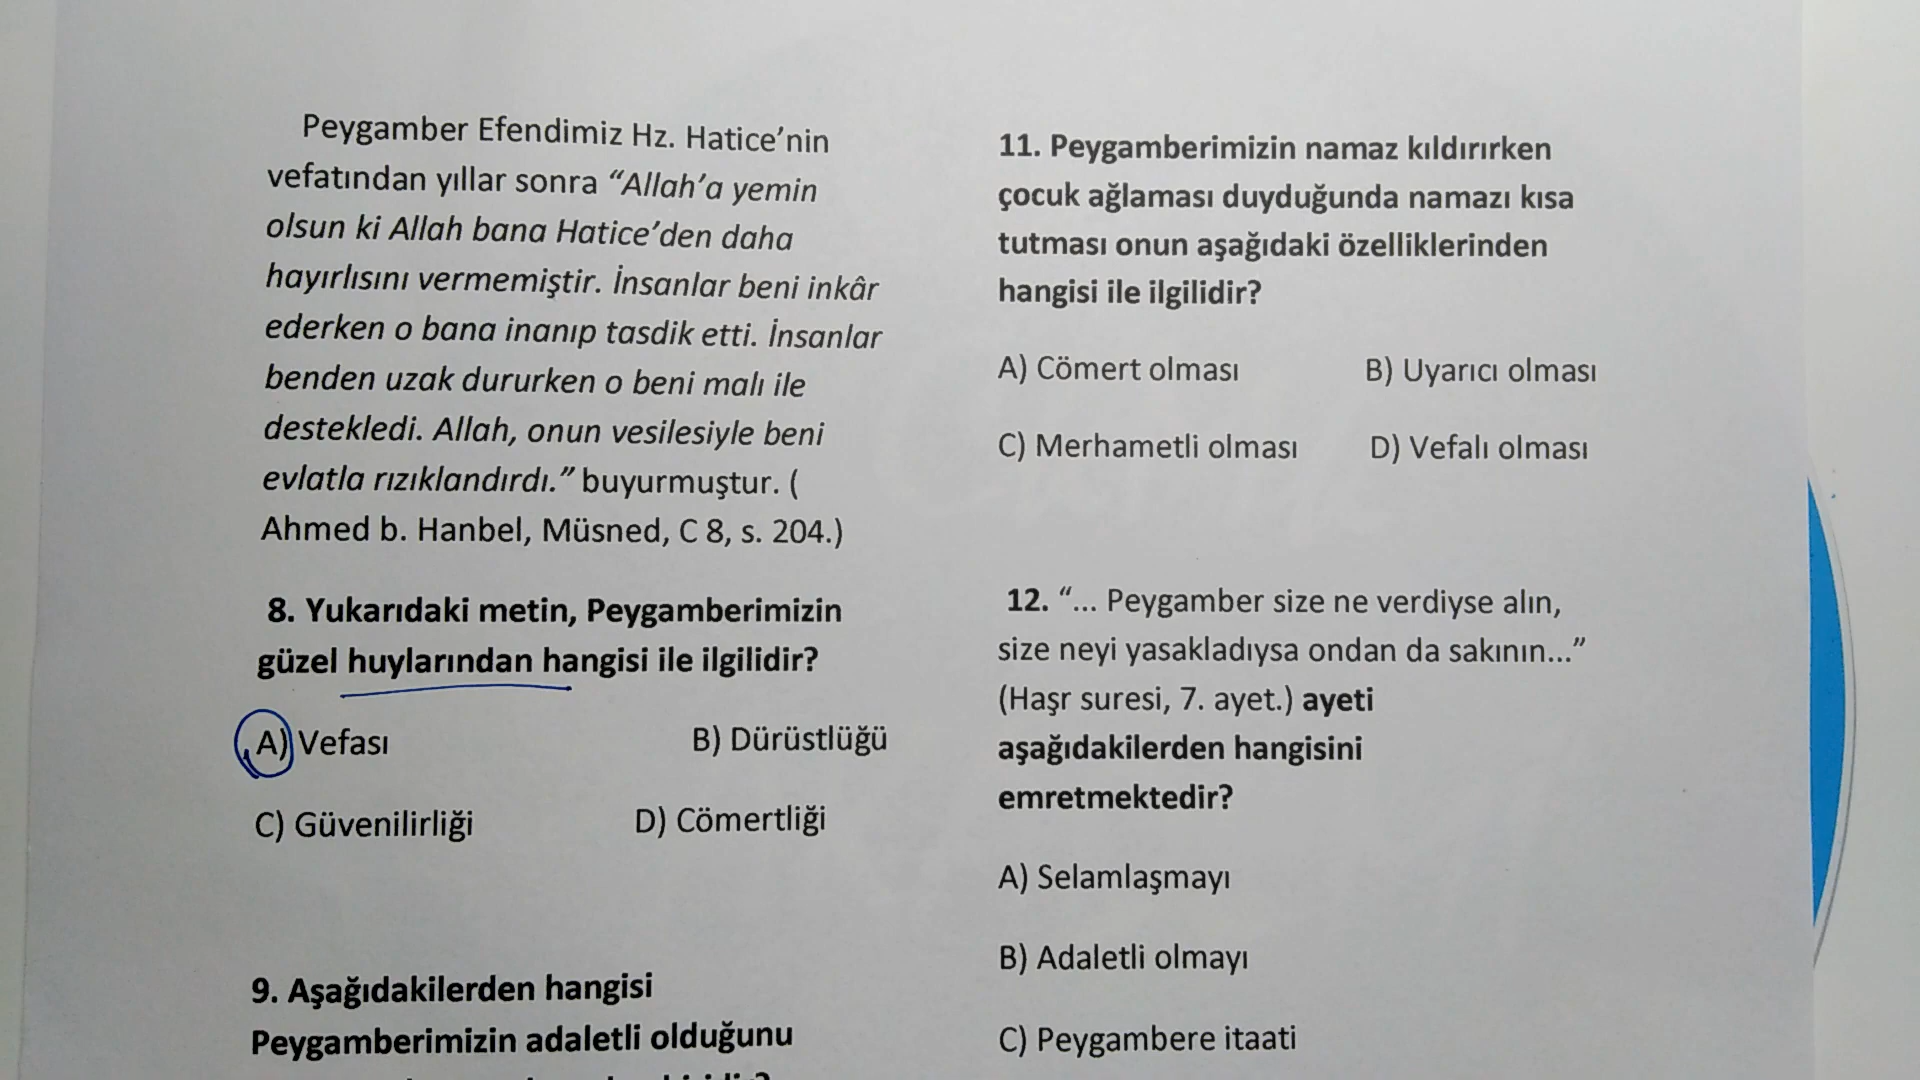 Peygamber Efendimiz Hz. Hatice’nin
vefatından yıllar sonra “Allah’a yemin
olsun ki Allah bana Hatice’den daha
hayırlısını vermemiştir. İnsanlar beni inkâr
ederken o bana inanıp tasdik etti. İnsanlar
benden uzak dururken o beni malı ile
destekledi. Allah, onun vesilesiyle beni
evlatla rızıklandırdı.” buyurmuştur. (
Ahmed b. Hanbel, Müsned, C 8, s. 204.)
8. Yukarıdaki metin, Peygamberimizin
güzel huylarından hangisi ile ilgilidir?
A) Vefası B) Dürüstlüğü
C) Güvenilirliği D) Cömertliği
9. Aşağıdakilerden hangisi
Peygamberimizin adaletli olduğunu
11. Peygamberimizin namaz kıldırırken
çocuk ağlaması duyduğunda namazı kısa
tutması onun aşağıdaki özelliklerinden
hangisi ile ilgilidir?
A) Cömert olması B) Uyarıcı olması
C) Merhametli olması D) Vefalı olması
12. “... Peygamber size ne verdiyse alın,
size neyi yasakladıysa ondan da sakının...”
(Haşr suresi, 7. ayet.) ayeti
aşağıdakilerden hangisini
emretmektedir?
A) Selamlaşmayı
B) Adaletli olmayı
C) Peygambere itaati